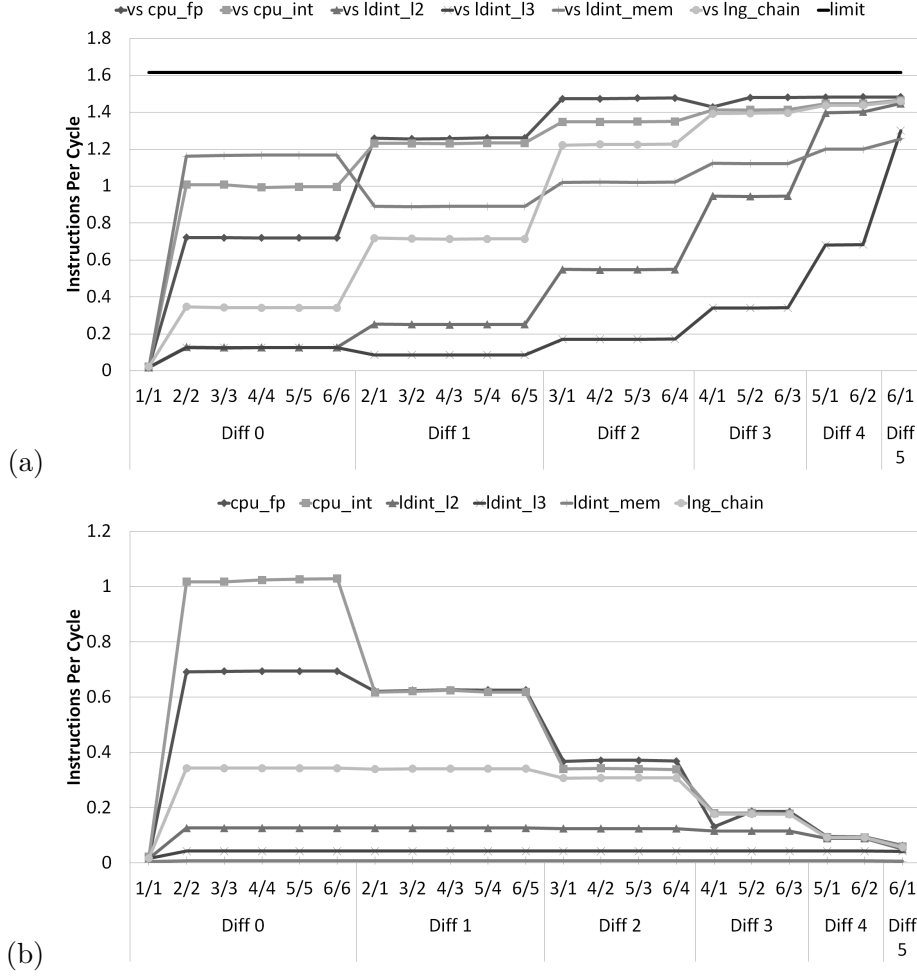 vs cpu_fp vs cpu_int vs ldint_l2 vs ldint_l3 vs ldint_mem vs lng_chain limit
1.8
1.6
1.4
1.2
1
0.8
0.6
0.4
0.2
0
Instructions Per Cycle
1/1 2/2 3/3 4/4 5/5 6/6 2/1 3/2 4/3 5/4 6/5 3/1 4/2 5/3 6/4 4/1 5/2 6/3 5/1 6/2 6/1
Diff 0 Diff 1 Diff 2 Diff 3 Diff 4 Diff
5
(a)
cpu_fp cpu_int ldint_l2 ldint_l3 ldint_mem lng_chain
1.2
1
0.8
0.6
0.4
0.2
0
Instructions Per Cycle
1/1 2/2 3/3 4/4 5/5 6/6 2/1 3/2 4/3 5/4 6/5 3/1 4/2 5/3 6/4 4/1 5/2 6/3 5/1 6/2 6/1
Diff 0 Diff 1 Diff 2 Diff 3 Diff 4 Diff
5
(b)